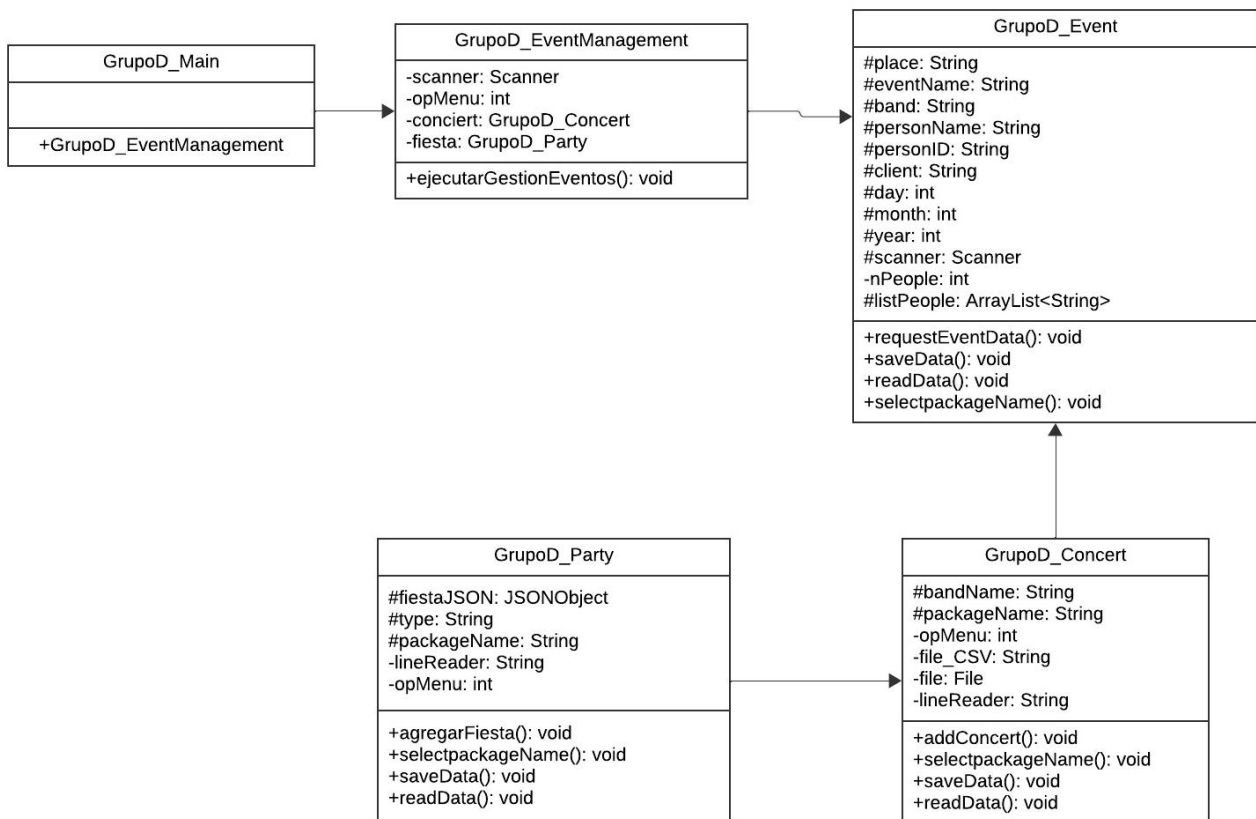 GrupoD_Main
+GrupoD_EventManagement
GrupoD_EventManagement
-scanner: Scanner
-opMenu: int
-conciert: GrupoD_Concert
-fiesta: GrupoD_Party
+ejecutarGestionEventos(): void
GrupoD_Event
#place: String
#eventName: String
#band: String
#personName: String
#personID: String
#client: String
#day: int
#month: int
#year: int
#scanner: Scanner
-nPeople: int
#listPeople: ArrayList<String>
+requestEventData(): void
+saveData(): void
+readData(): void
+selectpackageName(): void
GrupoD_Party
#fiestaJSON: JSONObject
#type: String
#packageName: String
-lineReader: String
-opMenu: int
+agregarFiesta(): void
+selectpackageName(): void
+saveData(): void
+readData(): void
GrupoD_Concert
#bandName: String
#packageName: String
-opMenu: int
-file_CSV: String
-file: File
-lineReader: String
+addConcert(): void
+selectpackageName(): void
+saveData(): void
+readData(): void